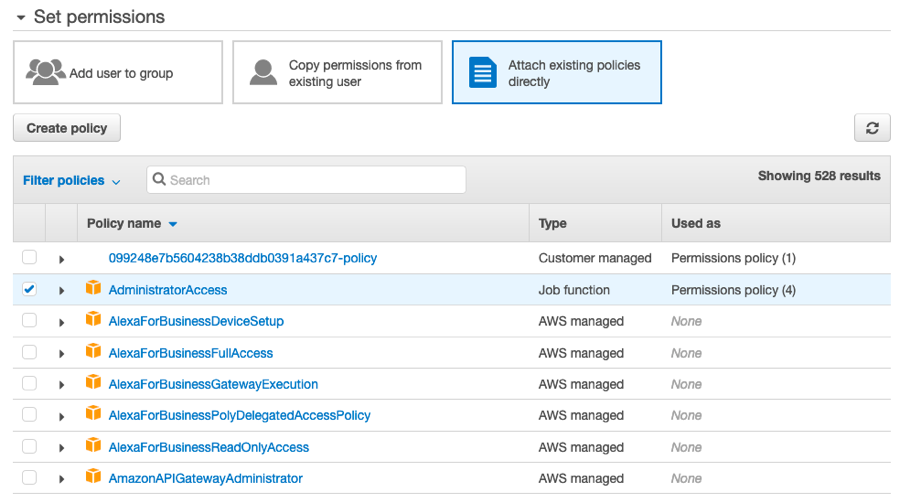 Set permissions
Add user to group
Copy permissions from
existing user
Attach existing policies
directly
Create policy
Filter policies
Search
Showing 528 results
Policy name
Type
Used as
099248e7b5604238b38ddb0391a437c7-policy
Customer managed
Permissions policy (1)
AdministratorAccess
Job function
Permissions policy (4)
AlexaForBusinessDeviceSetup
AWS managed
None
AlexaForBusinessFullAccess
AWS managed
None
AlexaForBusinessGatewayExecution
AWS managed
None
AlexaForBusinessPolyDelegatedAccessPolicy
AWS managed
None
AlexaForBusinessReadOnlyAccess
AWS managed
None
AmazonAPIGatewayAdministrator
AWS managed
None